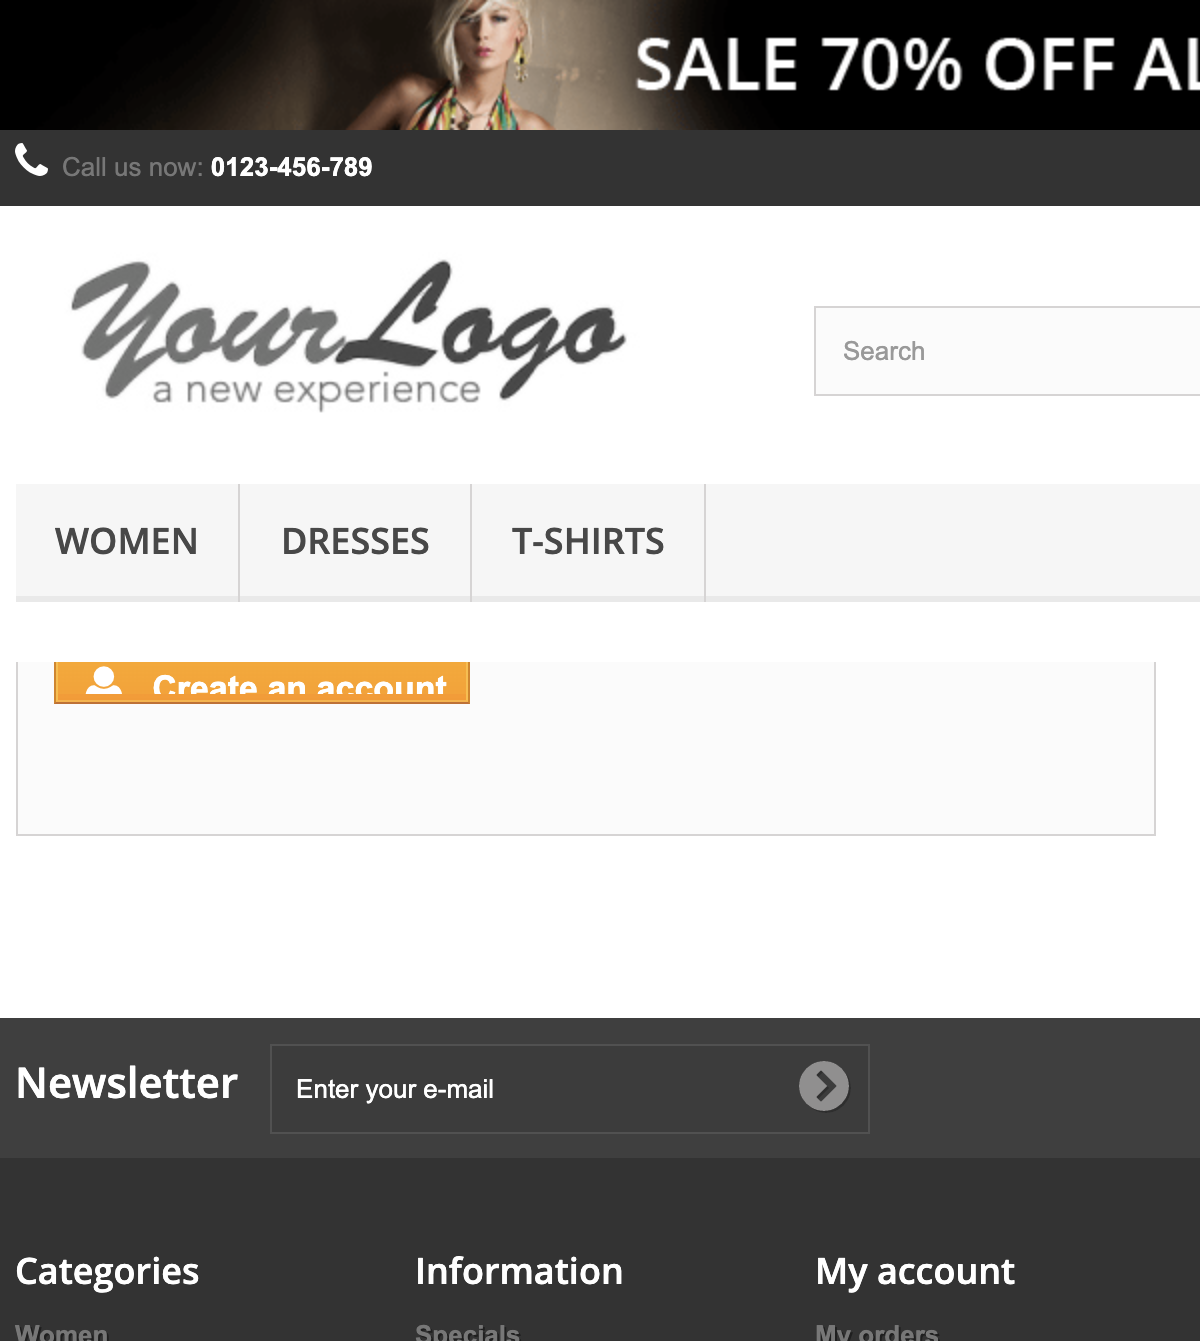 SALE 70% OFF
Call us now: 0123-456-789
YourLogo
a new experience
Search
WOMEN DRESSES T-SHIRTS
Create an account
Newsletter Enter your e-mail
Categories Information My account
Women Specials My orders